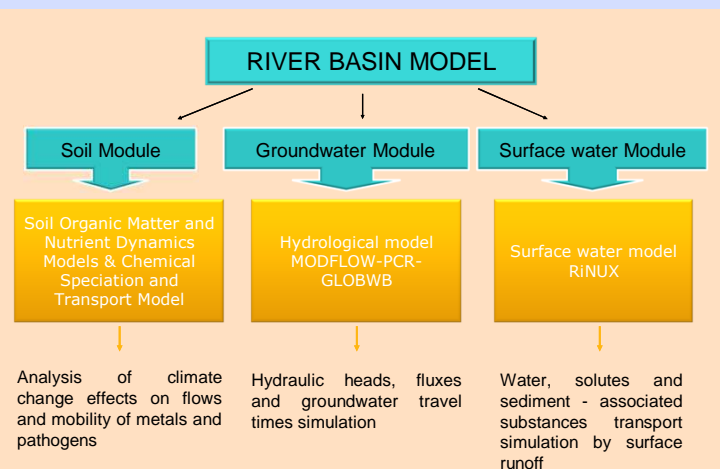 RIVER BASIN MODEL
Soil Module
Groundwater Module
Surface water Module
Soil Organic Matter and
Nutrient Dynamics
Models & Chemical
Speciation and
Transport Model
Hydrological model
MODFLOW-PCR-
GLOBWB
Surface water model
RiNUX
Analysis of climate
change effects on flows
and mobility of metals and
pathogens
Hydraulic heads, fluxes
and groundwater travel
times simulation
Water, solutes and
sediment - associated
substances transport
simulation by surface
runoff